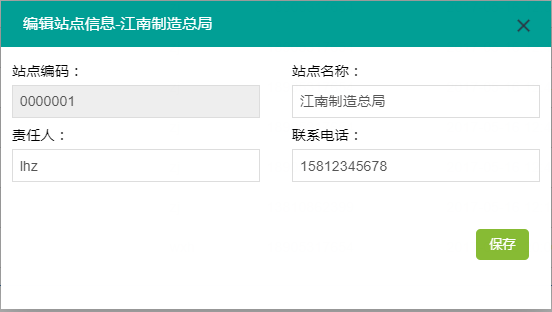 编辑站点信息-江南制造总局
站点编码：
站点名称：
0000001
江南制造总局
责任人：
联系电话：
lhz
15812345678
保存